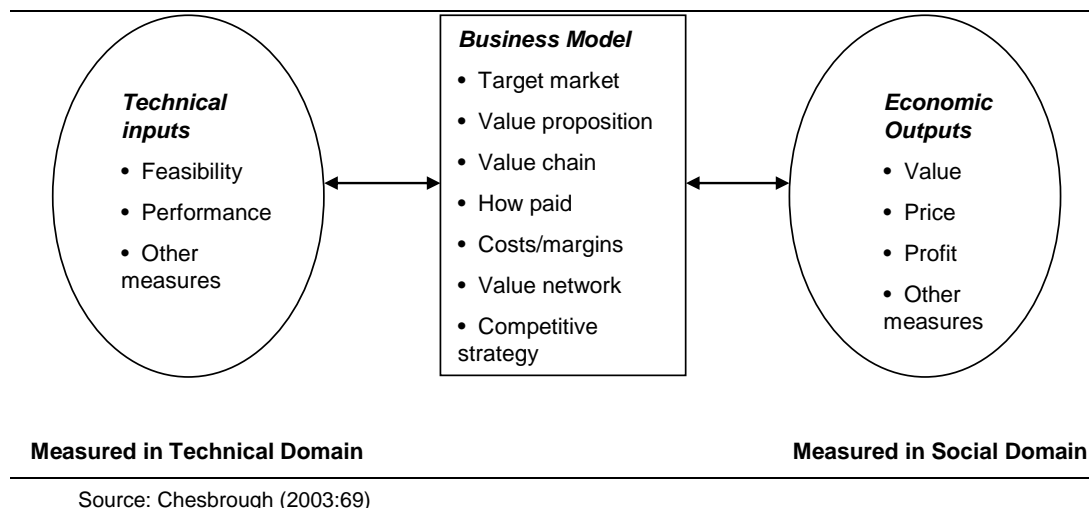 Technical
inputs
• Feasibility
• Performance
• Other
measures
Business Model
• Target market
• Value proposition
• Value chain
• How paid
• Costs/margins
• Value network
• Competitive
strategy
Economic
Outputs
• Value
• Price
• Profit
• Other
measures
Measured in Technical Domain
Measured in Social Domain
Source: Chesbrough (2003:69)